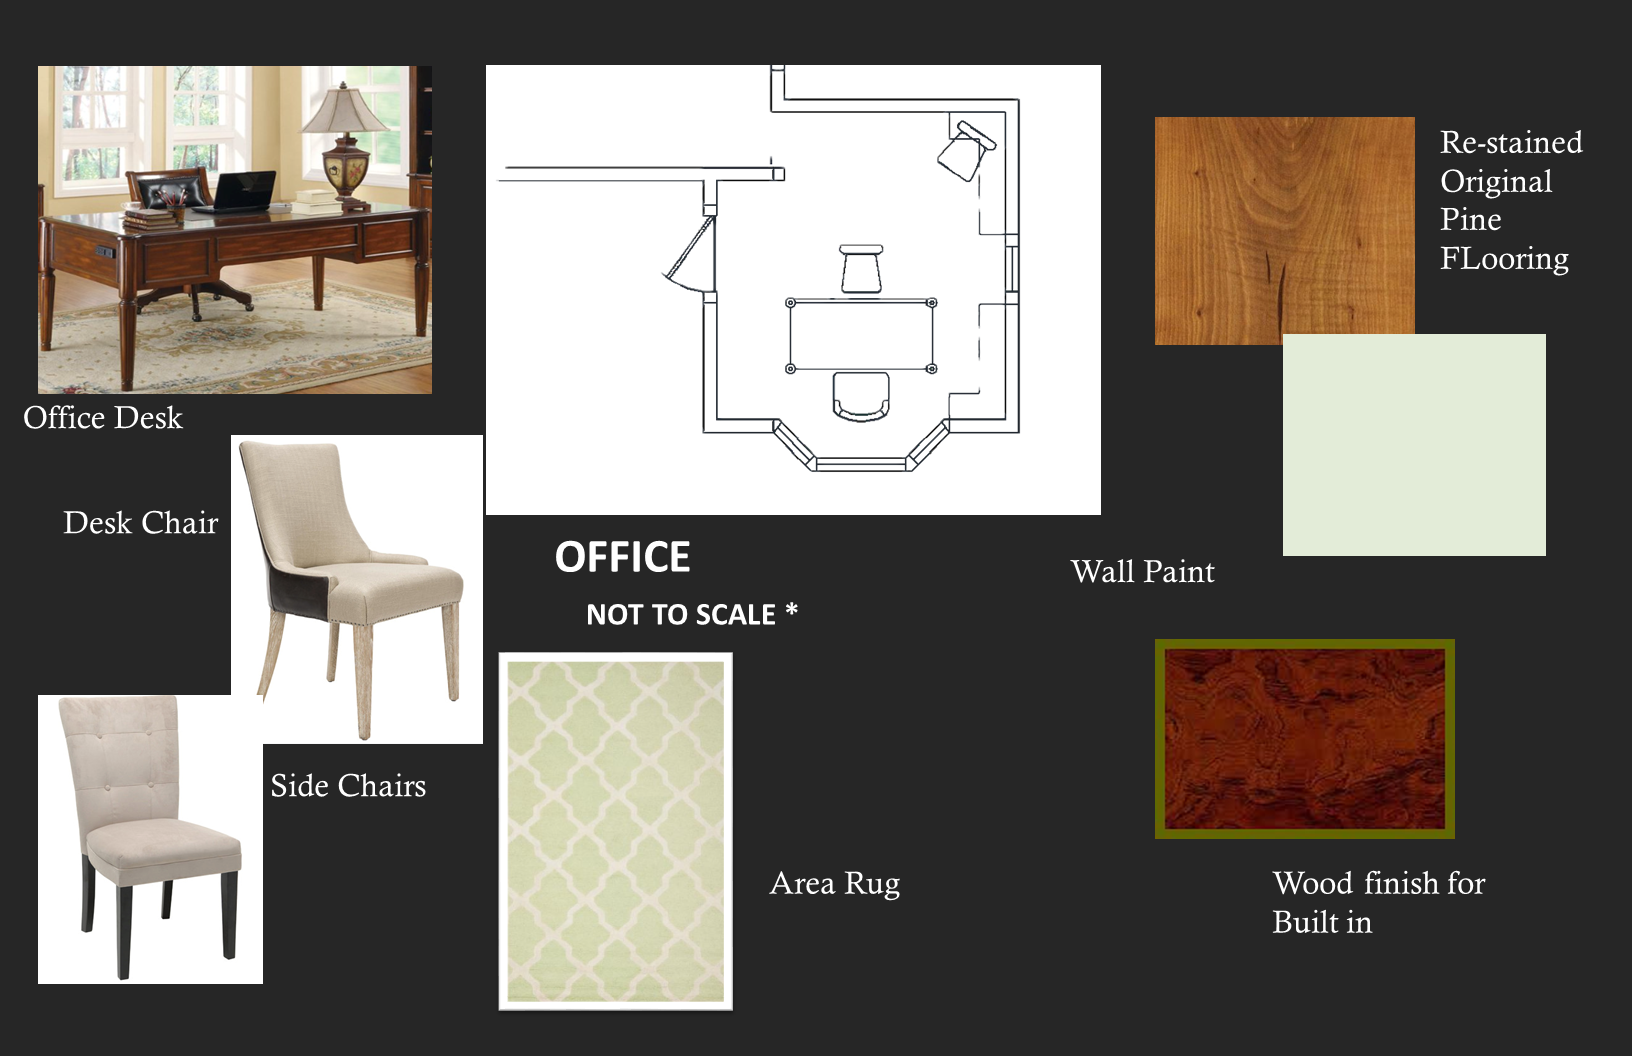 Office Desk
Desk Chair
Side Chairs
OFFICE
NOT TO SCALE *
Area Rug
Re-stained
Original
Pine
FLooring
Wall Paint
Wood finish for
Built in